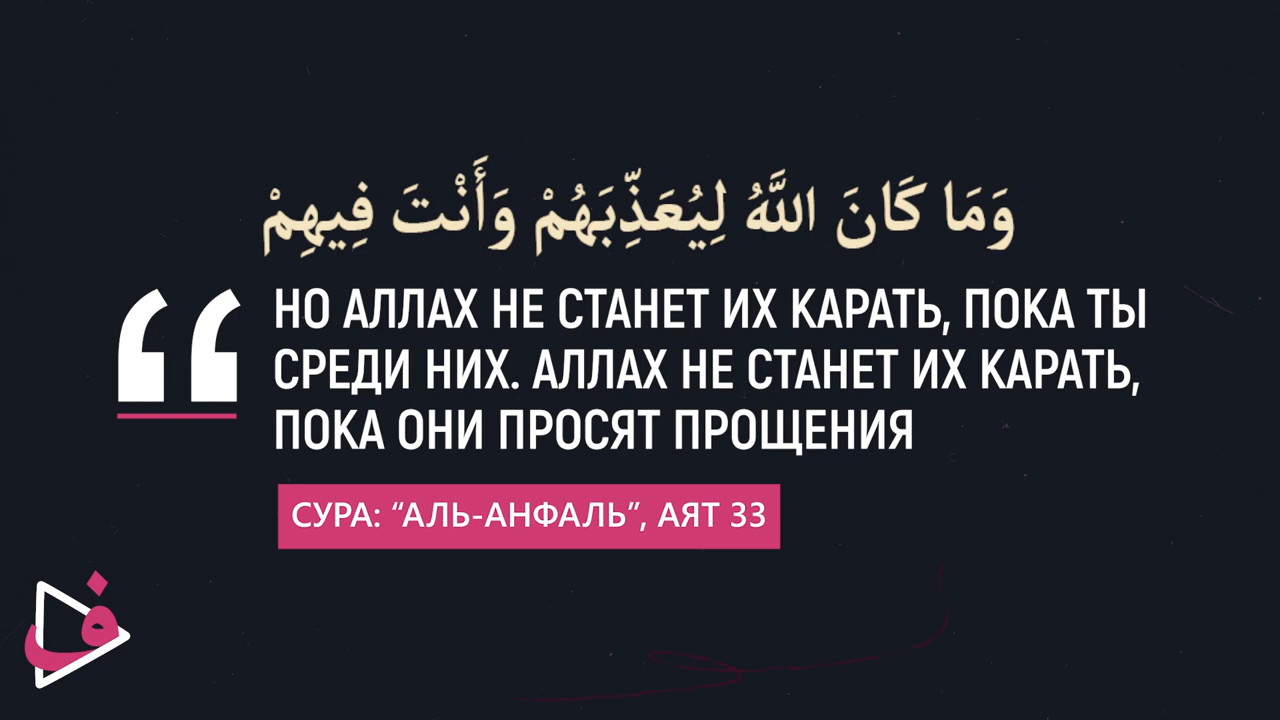 وَمَا كَانَ اللَّهُ لِيُعَذِّبَهُمْ وَأَنْتَ فِيهِمْ
“ НО АЛЛАХ НЕ СТАНЕТ ИХ КАРАТЬ, ПОКА ТЫ
СРЕДИ НИХ. АЛЛАХ НЕ СТАНЕТ ИХ КАРАТЬ,
ПОКА ОНИ ПРОСЯТ ПРОЩЕНИЯ
СУРА: “АЛЬ-АНФАЛЬ”, АЯТ 33
ف